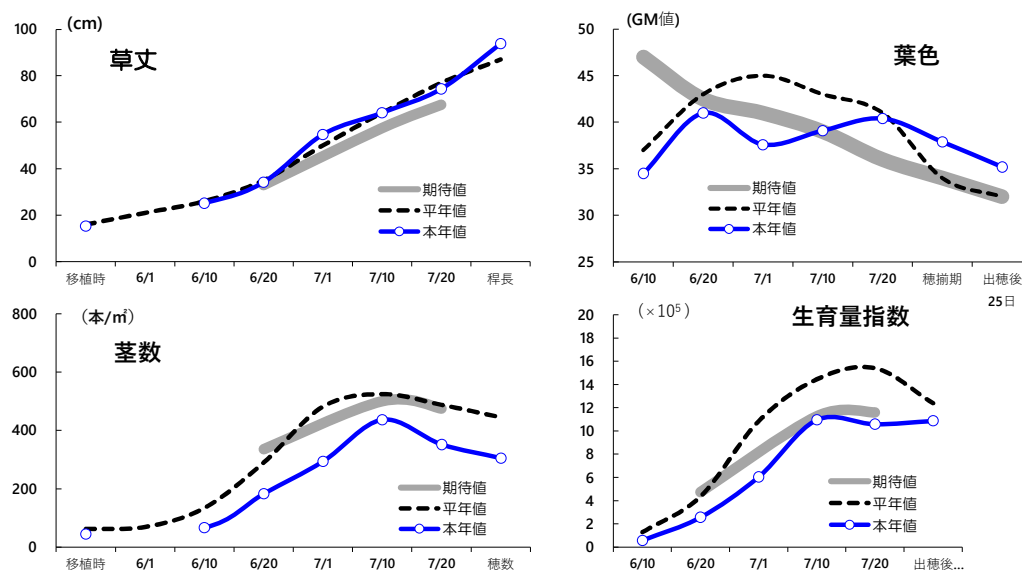 (cm)
草丈
100
80
60
40
20
0
期待値
平年値
本年値
移植時 6/1 6/10 6/20 7/1 7/10 7/20 稈長
(GM値)
葉色
50
45
40
35
30
25
期待値
平年値
本年値
6/10 6/20 7/1 7/10 7/20 穂揃期 出穂後
25日
（本/㎡）
茎数
800
600
400
200
0
期待値
平年値
本年値
移植時 6/1 6/10 6/20 7/1 7/10 7/20 穂数
（×10⁵）
生育量指数
20
18
16
14
12
10
8
6
4
2
0
期待値
平年値
本年値
6/10 6/20 7/1 7/10 7/20 出穂後...